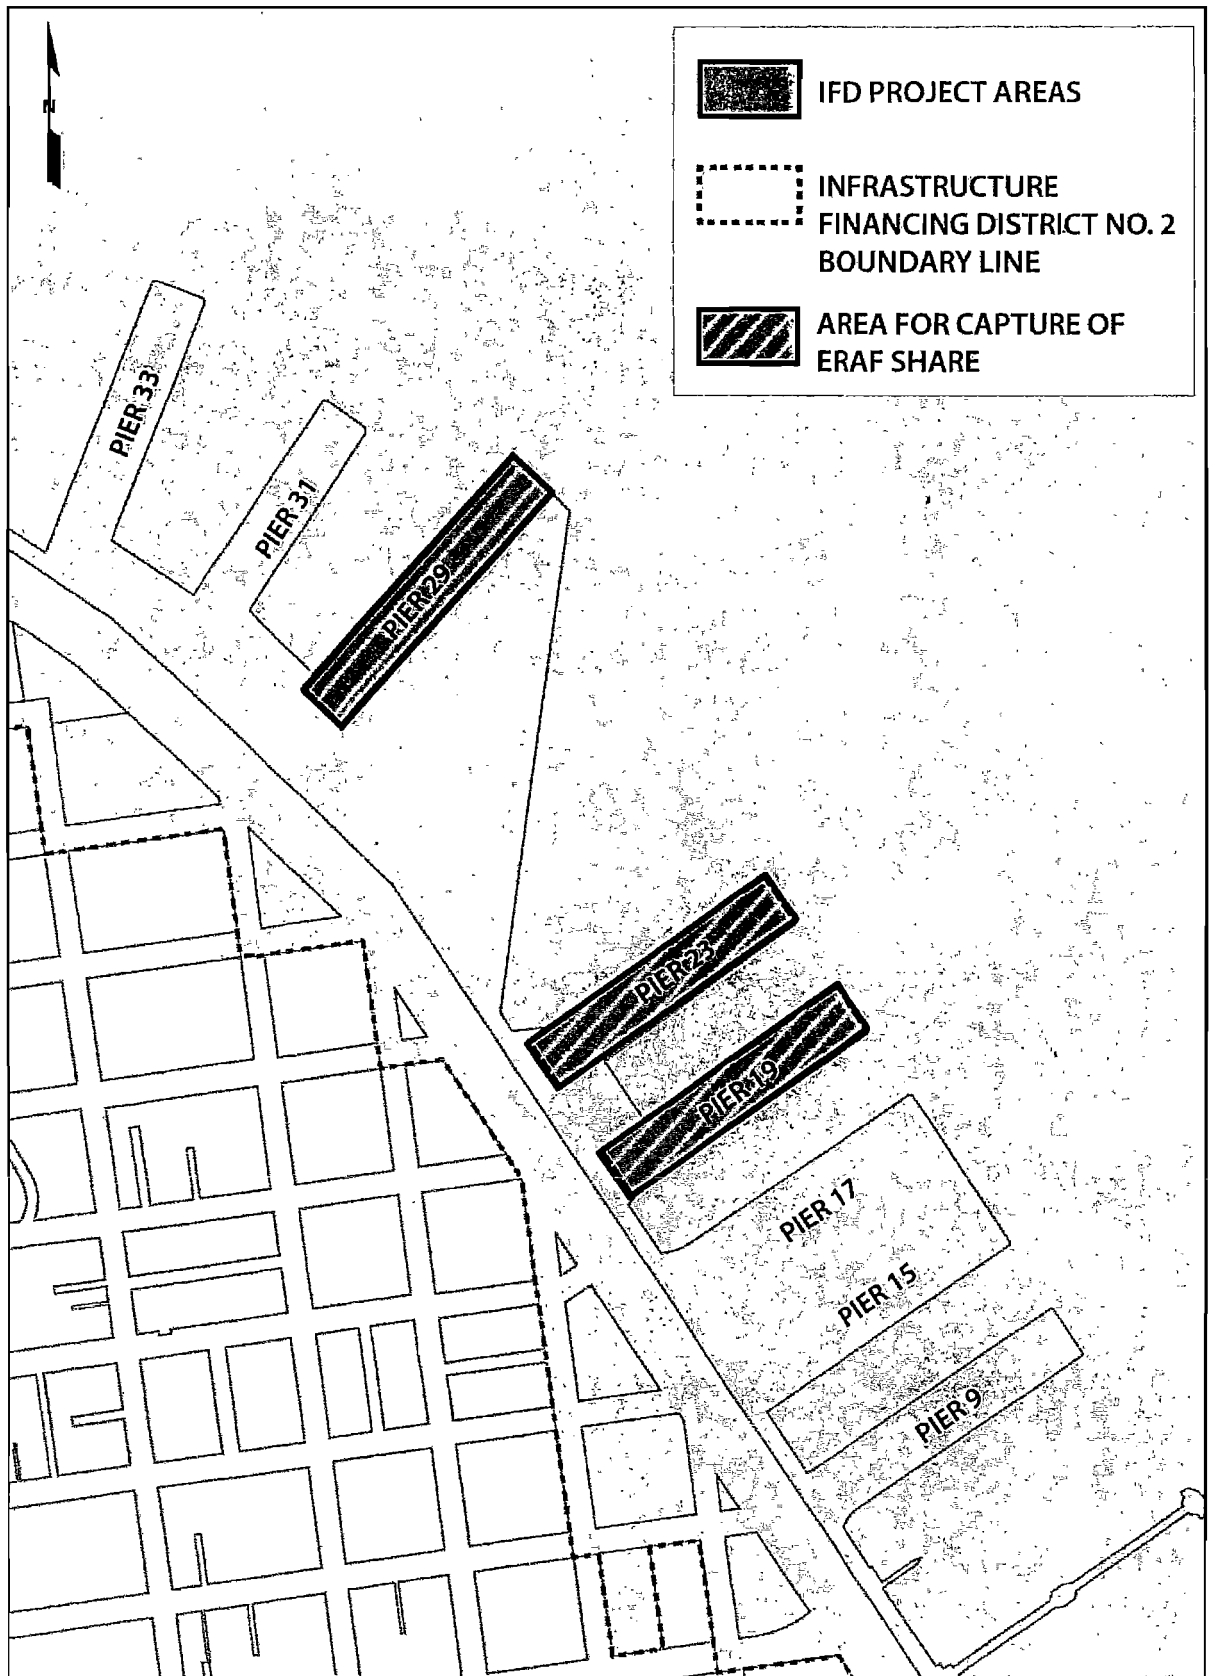 N
IFD PROJECT AREAS
INFRASTRUCTURE
FINANCING DISTRICT NO. 2
BOUNDARY LINE
AREA FOR CAPTURE OF
ERAF SHARE
PIER 33
PIER 31
PIER 29
PIER 23
PIER 19
PIER 17
PIER 15
PIER 9